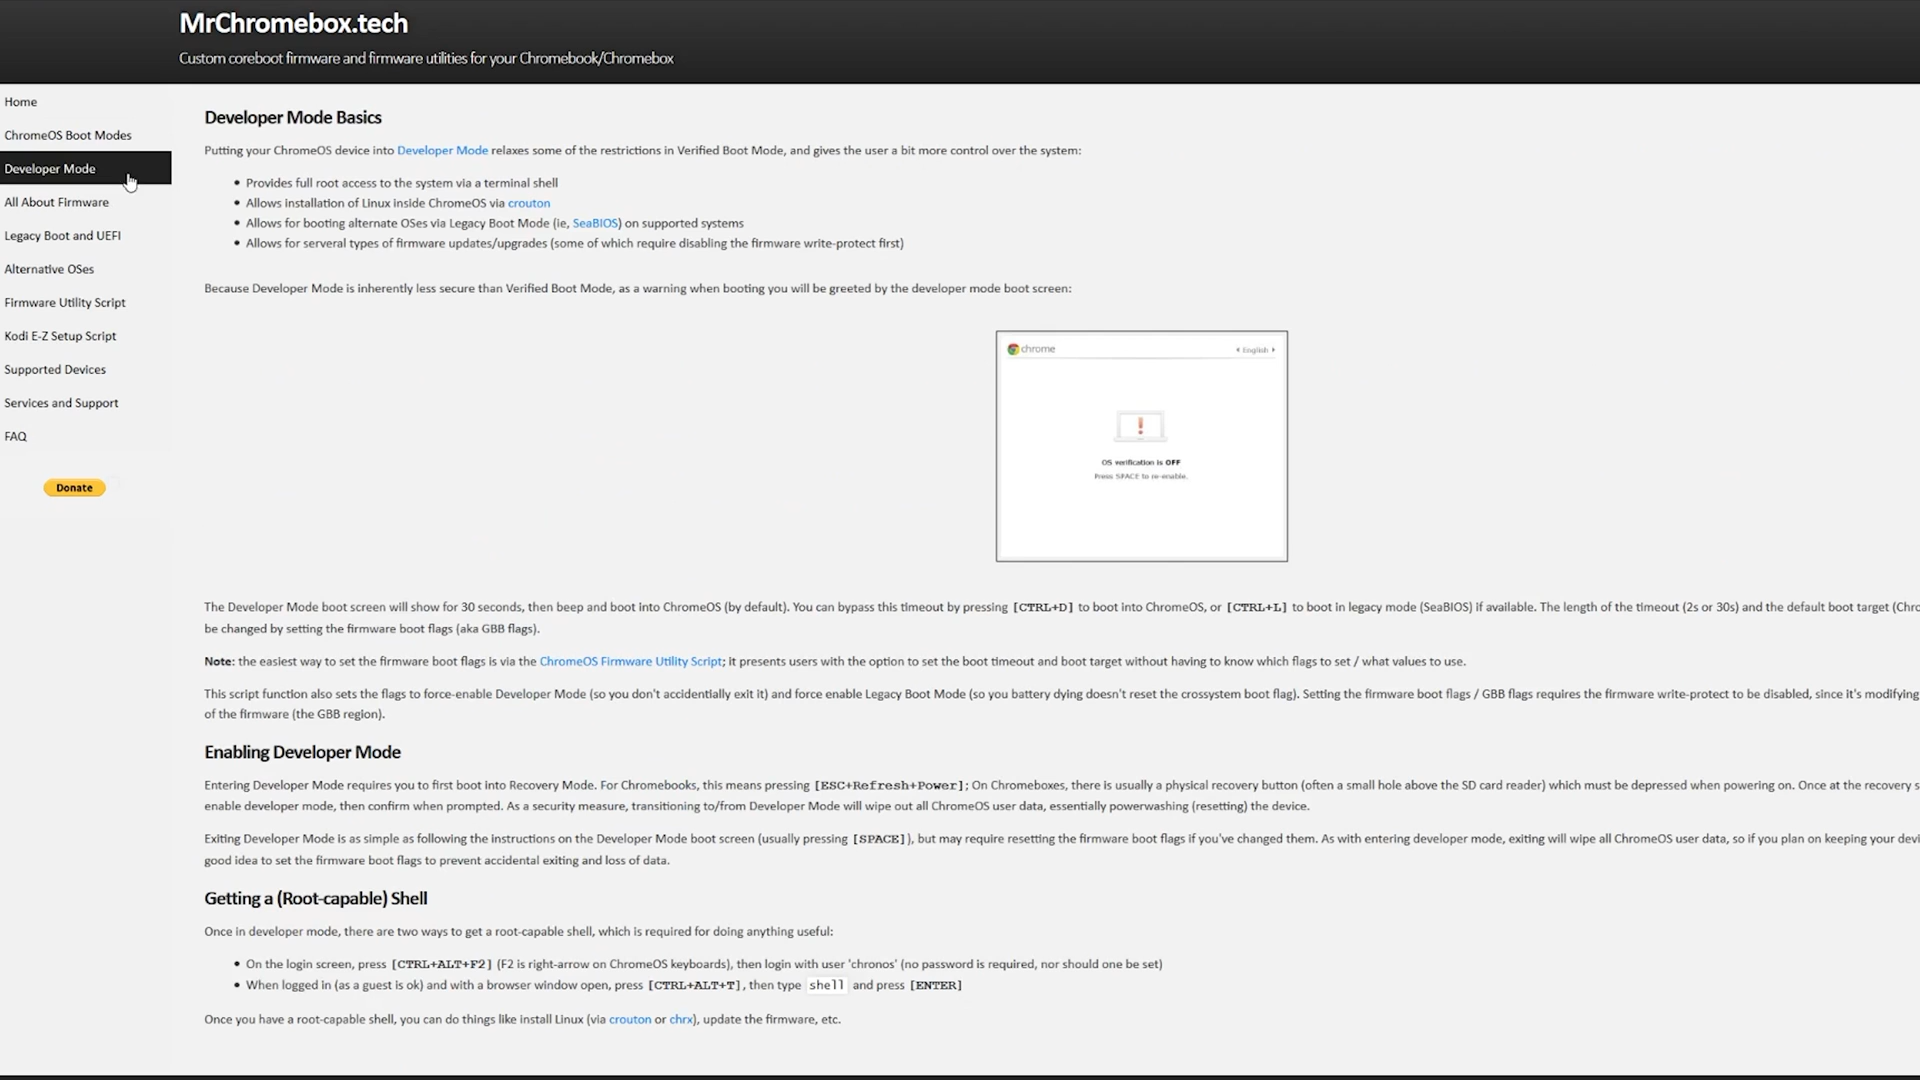 MrChromebox.tech
Custom coreboot firmware and firmware utilities for your Chromebook/Chromebox
Home
ChromeOS Boot Modes
Developer Mode
All About Firmware
Legacy Boot and UEFI
Alternative OSes
Firmware Utility Script
Kodi E-Z Setup Script
Supported Devices
Services and Support
FAQ
Donate
Developer Mode Basics
Putting your ChromeOS device into Developer Mode relaxes some of the restrictions in Verified Boot Mode, and gives the user a bit more control over the system:
• Provides full root access to the system via a terminal shell
• Allows installation of Linux inside ChromeOS via crouton
• Allows for booting alternate OSes via Legacy Boot Mode (ie, SeaBIOS) on supported systems
• Allows for serveral types of firmware updates/upgrades (some of which require disabling the firmware write-protect first)
Because Developer Mode is inherently less secure than Verified Boot Mode, as a warning when booting you will be greeted by the developer mode boot screen:
chrome
English
OS verification is OFF
Press SPACE to re-enable.
The Developer Mode boot screen will show for 30 seconds, then beep and boot into ChromeOS (by default). You can bypass this timeout by pressing [CTRL+D] to boot into ChromeOS, or [CTRL+L] to boot in legacy mode (SeaBIOS) if available. The length of the timeout (2s or 30s) and the default boot target (Chro
be changed by setting the firmware boot flags (aka GBB flags).
Note: the easiest way to set the firmware boot flags is via the ChromeOS Firmware Utility Script; it presents users with the option to set the boot timeout and boot target without having to know which flags to set / what values to use.
This script function also sets the flags to force-enable Developer Mode (so you don't accidentially exit it) and force enable Legacy Boot Mode (so you battery dying doesn't reset the crossystem boot flag). Setting the firmware boot flags / GBB flags requires the firmware write-protect to be disabled, since it's modifying
of the firmware (the GBB region).
Enabling Developer Mode
Entering Developer Mode requires you to first boot into Recovery Mode. For Chromebooks, this means pressing [ESC+Refresh+Power]; On Chromeboxes, there is usually a physical recovery button (often a small hole above the SD card reader) which must be depressed when powering on. Once at the recovery s
enable developer mode, then confirm when prompted. As a security measure, transitioning to/from Developer Mode will wipe out all ChromeOS user data, essentially powerwashing (resetting) the device.
Exiting Developer Mode is as simple as following the instructions on the Developer Mode boot screen (usually pressing [SPACE]), but may require resetting the firmware boot flags if you've changed them. As with entering developer mode, exiting will wipe all ChromeOS user data, so if you plan on keeping your devi
good idea to set the firmware boot flags to prevent accidental exiting and loss of data.
Getting a (Root-capable) Shell
Once in developer mode, there are two ways to get a root-capable shell, which is required for doing anything useful:
• On the login screen, press [CTRL+ALT+F2] (F2 is right-arrow on ChromeOS keyboards), then login with user 'chronos' (no password is required, nor should one be set)
• When logged in (as a guest is ok) and with a browser window open, press [CTRL+ALT+T], then type shell and press [ENTER]
Once you have a root-capable shell, you can do things like install Linux (via crouton or chrx), update the firmware, etc.